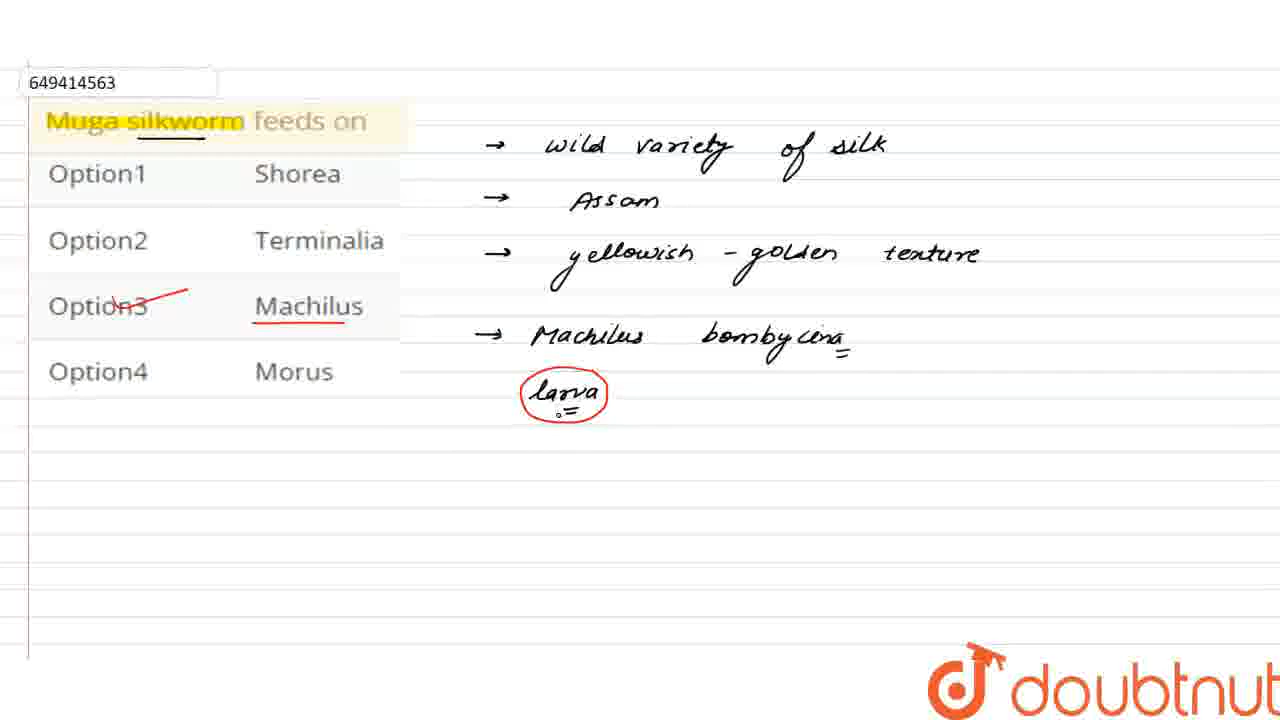 649414563
Muga silkworm feeds on
Option1 Shorea
Option2 Terminalia
Option3 Machilus
Option4 Morus
→ wild variety of silk
→ Assam
→ yellowish - golden texture
→ Machilus bombycina
larva
doubtnut